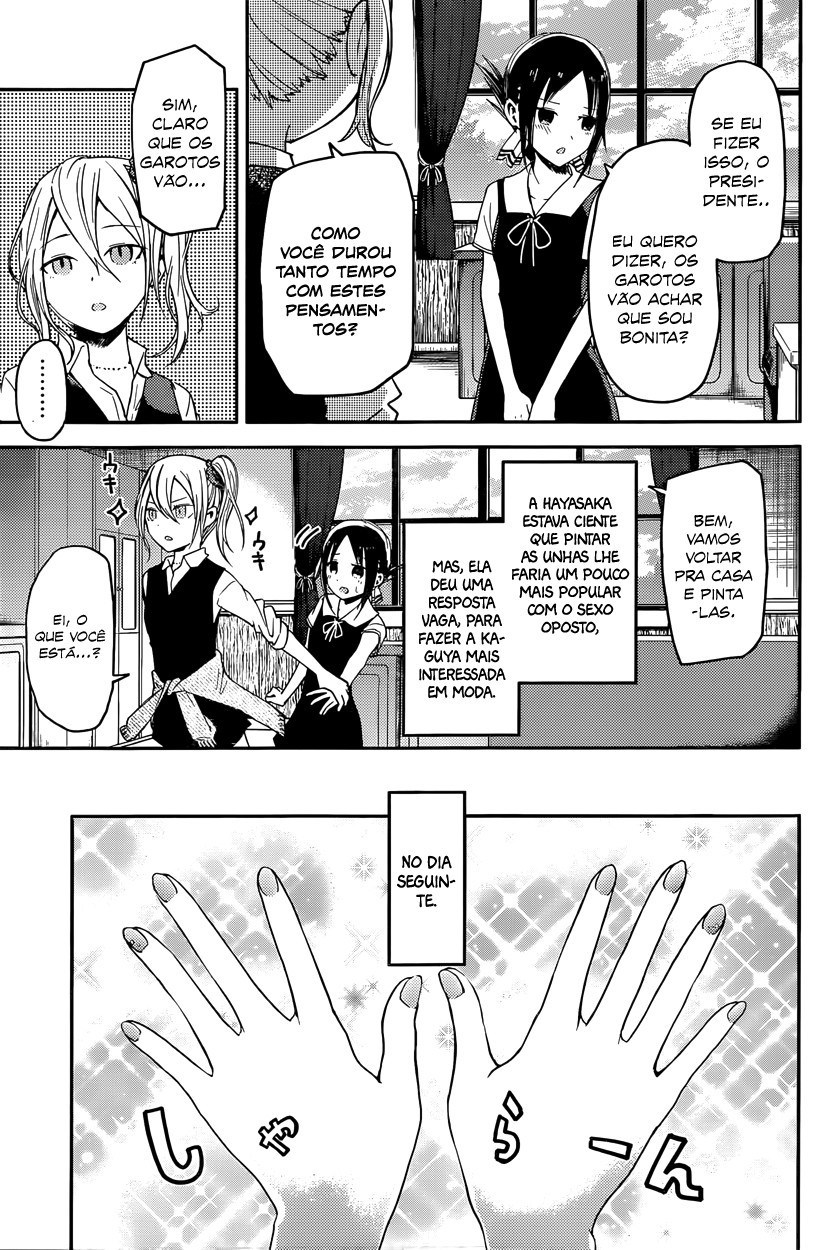 SE EU
FIZER
ISSO, O
PRESI-
DENTE..
EU QUERO
DIZER, OS
GAROTOS
VÃO ACHAR
QUE SOU
BONITA?
COMO
VOCÊ DUROU
TANTO TEMPO
COM ESTES
PENSAMEN-
TOS?
SIM,
CLARO
QUE OS
GAROTOS
VÃO...
........
BEM,
VAMOS
VOLTAR
PRA CASA
E PINTA
-LAS.
A HAYASAKA
ESTAVA CIENTE
QUE PINTAR
AS UNHAS LHE
FARIA UM POUCO
MAIS POPULAR
COM O SEXO
OPOSTO,
MAS, ELA
DEU UMA
RESPOSTA
VAGA, PARA
FAZER A KA-
GUYA MAIS
INTERESSADA
EM MODA.
ウキ
ウキ
EI, O
QUE VOCÊ
ESTÁ...?
NO DIA
SEGUIN-
TE.
しゃらーん